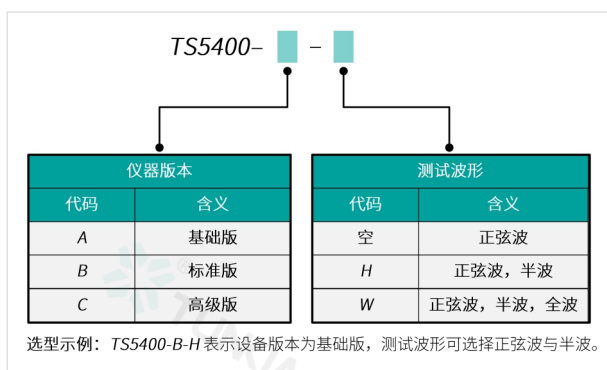 TS5400– –
仪器版本
代码 含义
A 基础版
B 标准版
C 高级版
测试波形
代码 含义
空 正弦波
H 正弦波，半波
W 正弦波，半波，全波
选型示例：TS5400-B-H 表示设备版本为基础版，测试波形可选择正弦波与半波。